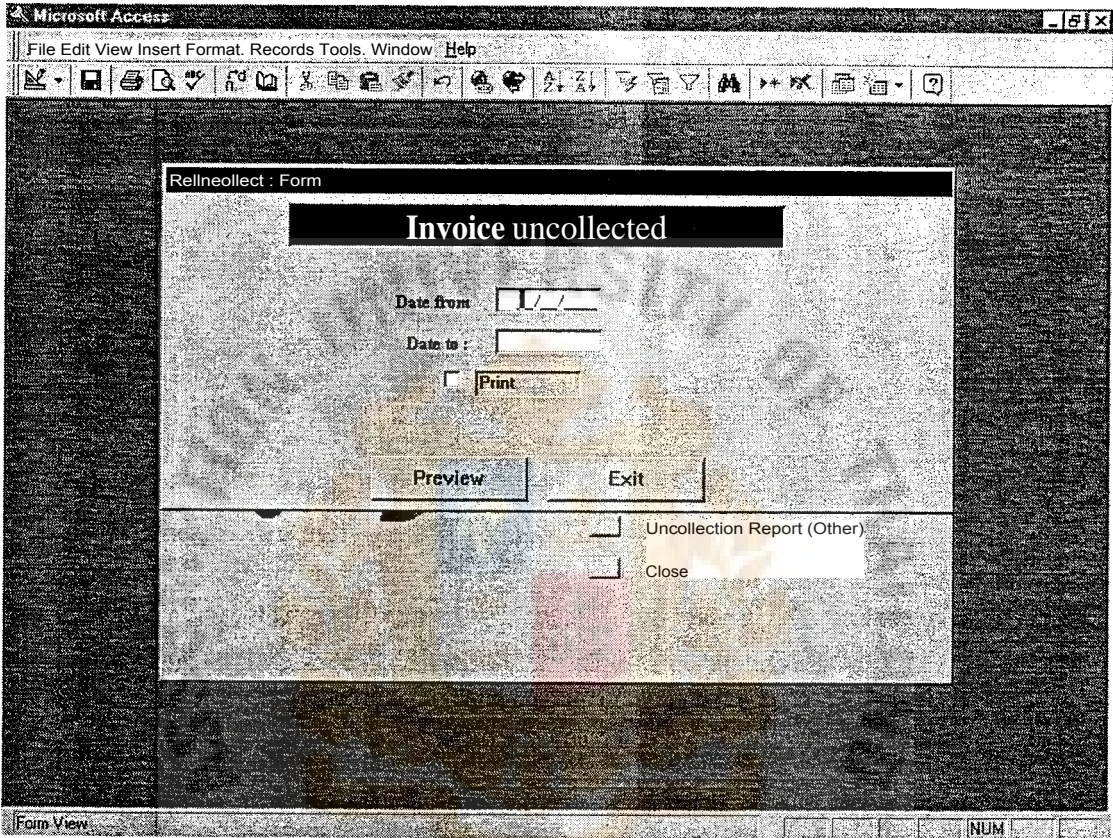 Microsoft Access
File Edit View Insert Format. Records Tools. Window Help
Rellneollect : Form
Invoice uncollected
Date from
_/_/_
Date to :
Print
Preview Exit
Uncollection Report (Other)
Close
Foim View NUM